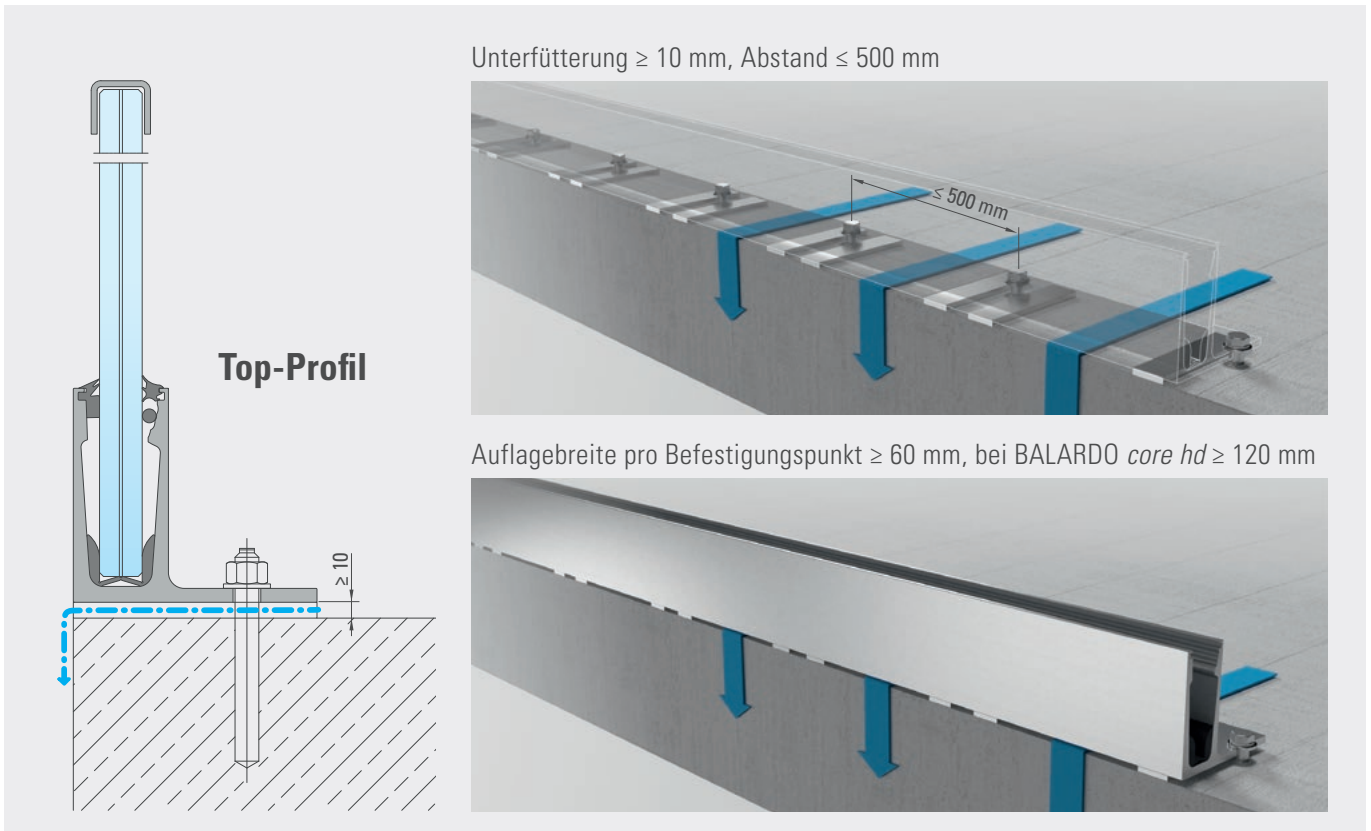 Unterfütterung ≥ 10 mm, Abstand ≤ 500 mm
≤ 500 mm
Top-Profil
Auflagebreite pro Befestigungspunkt ≥ 60 mm, bei BALARDO core hd ≥ 120 mm
≥ 10